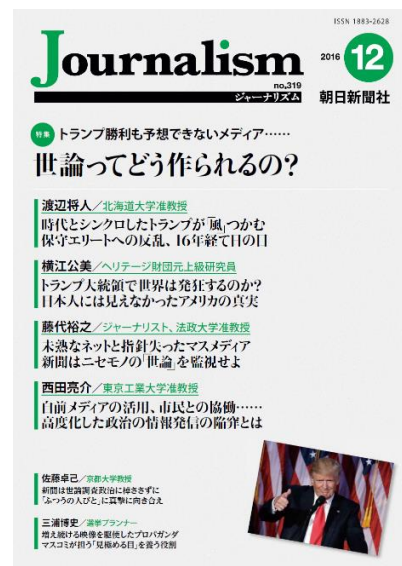 ISSN 1883-2628
Journalism
2016 12
no,319
ジャーナリズム
朝日新聞社
特集 トランプ勝利も予想できないメディア……
世論ってどう作られるの?
渡辺将人/北海道大学准教授
時代とシンクロしたトランプが「風」つかむ
保守エリートへの反乱、16年経て日の目
横江公美/ヘリテージ財団元上級研究員
トランプ大統領で世界は発狂するのか?
日本人には見えなかったアメリカの真実
藤代裕之/ジャーナリスト、法政大学准教授
未熟なネットと指針失ったマスメディア
新聞はニセモノの「世論」を監視せよ
西田亮介/東京工業大学准教授
自前メディアの活用、市民との協働……
高度化した政治の情報発信の陥穽とは
佐藤卓己/京都大学教授
新聞は世論調査政治に棹ささずに
「ふつうの人びと」に真摯に向き合え
三浦博史/選挙プランナー
増え続ける映像を駆使したプロパガンダ
マスコミが担う「見極める目」を養う役割